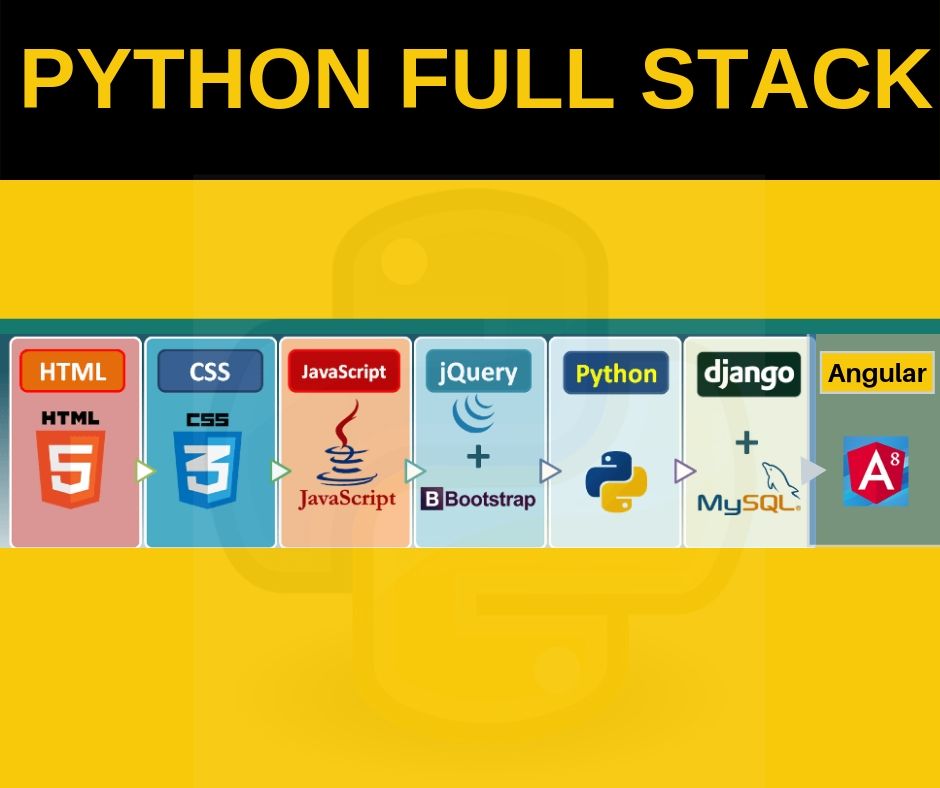 PYTHON FULL STACK
HTML
HTML
5
CSS
CSS
3
JavaScript
JavaScript
jQuery
+
B Bootstrap
Python
django
+
MySQL
Angular
A 8